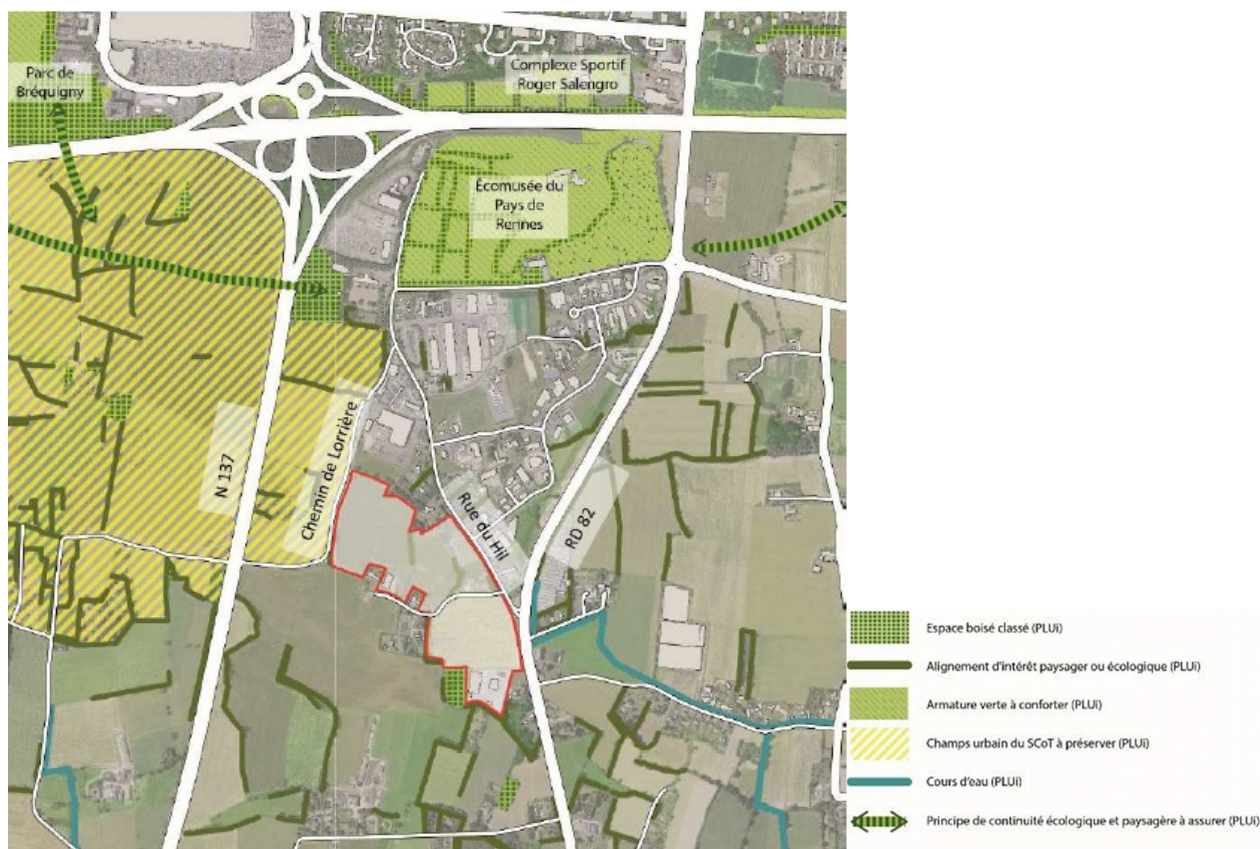 Parc de
Bréquigny
Complexe Sportif
Roger Salengro
Écomusée du
Pays de
Rennes
N 137
Chemin de Lorrière
Rue du Hil
RD 82
Espace boisé classé (PLUi)
Alignement d'intérêt paysager ou écologique (PLUi)
Armature verte à conforter (PLUi)
Champs urbain du SCoT à préserver (PLUi)
Cours d'eau (PLUi)
Principe de continuité écologique et paysagère à assurer (PLUi)